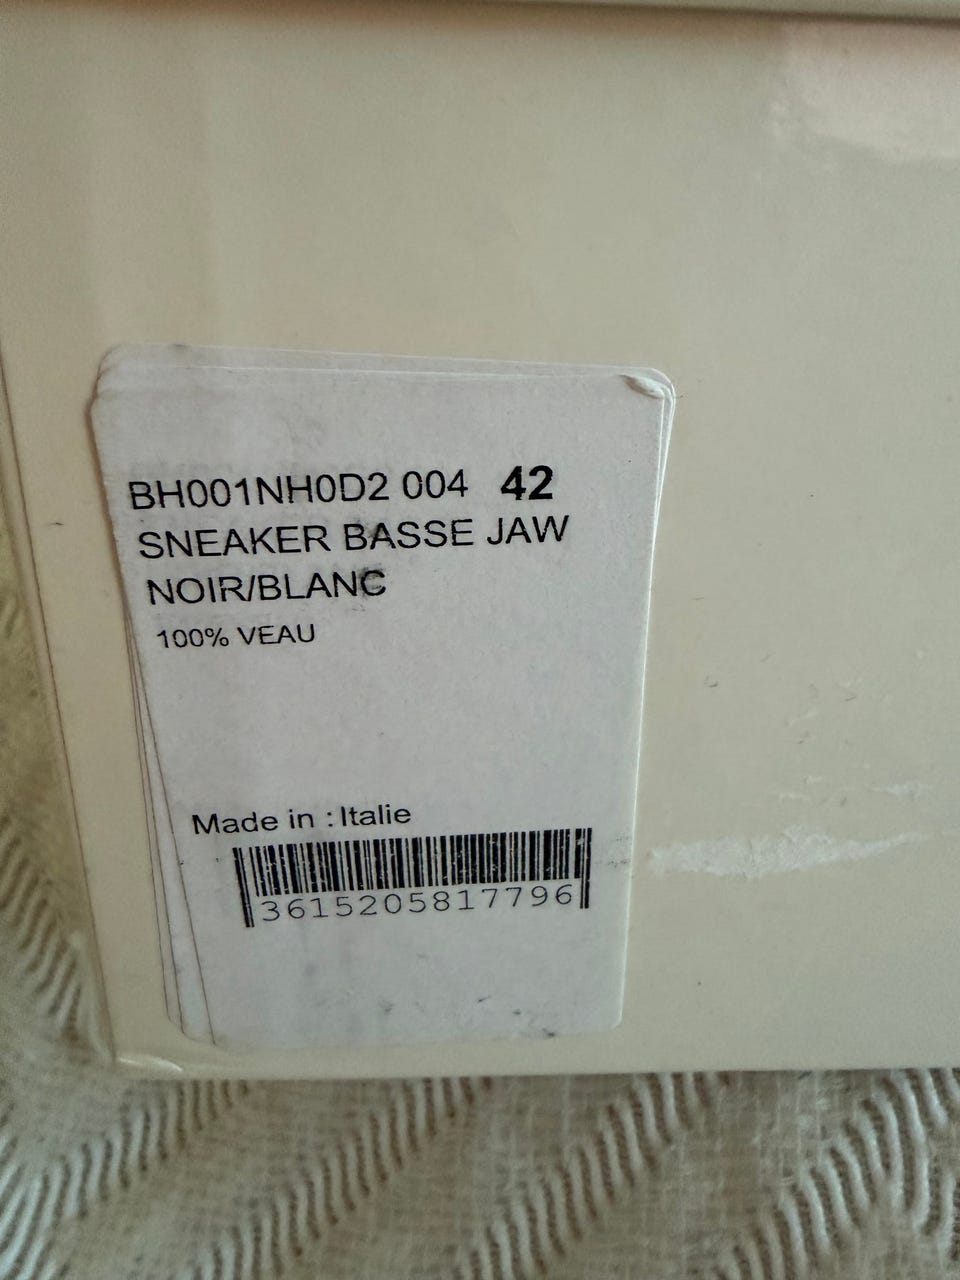 BH001NH0D2 004 42
SNEAKER BASSE JAW
NOIR/BLANC
100% VEAU
Made in : Italie
3615205817796